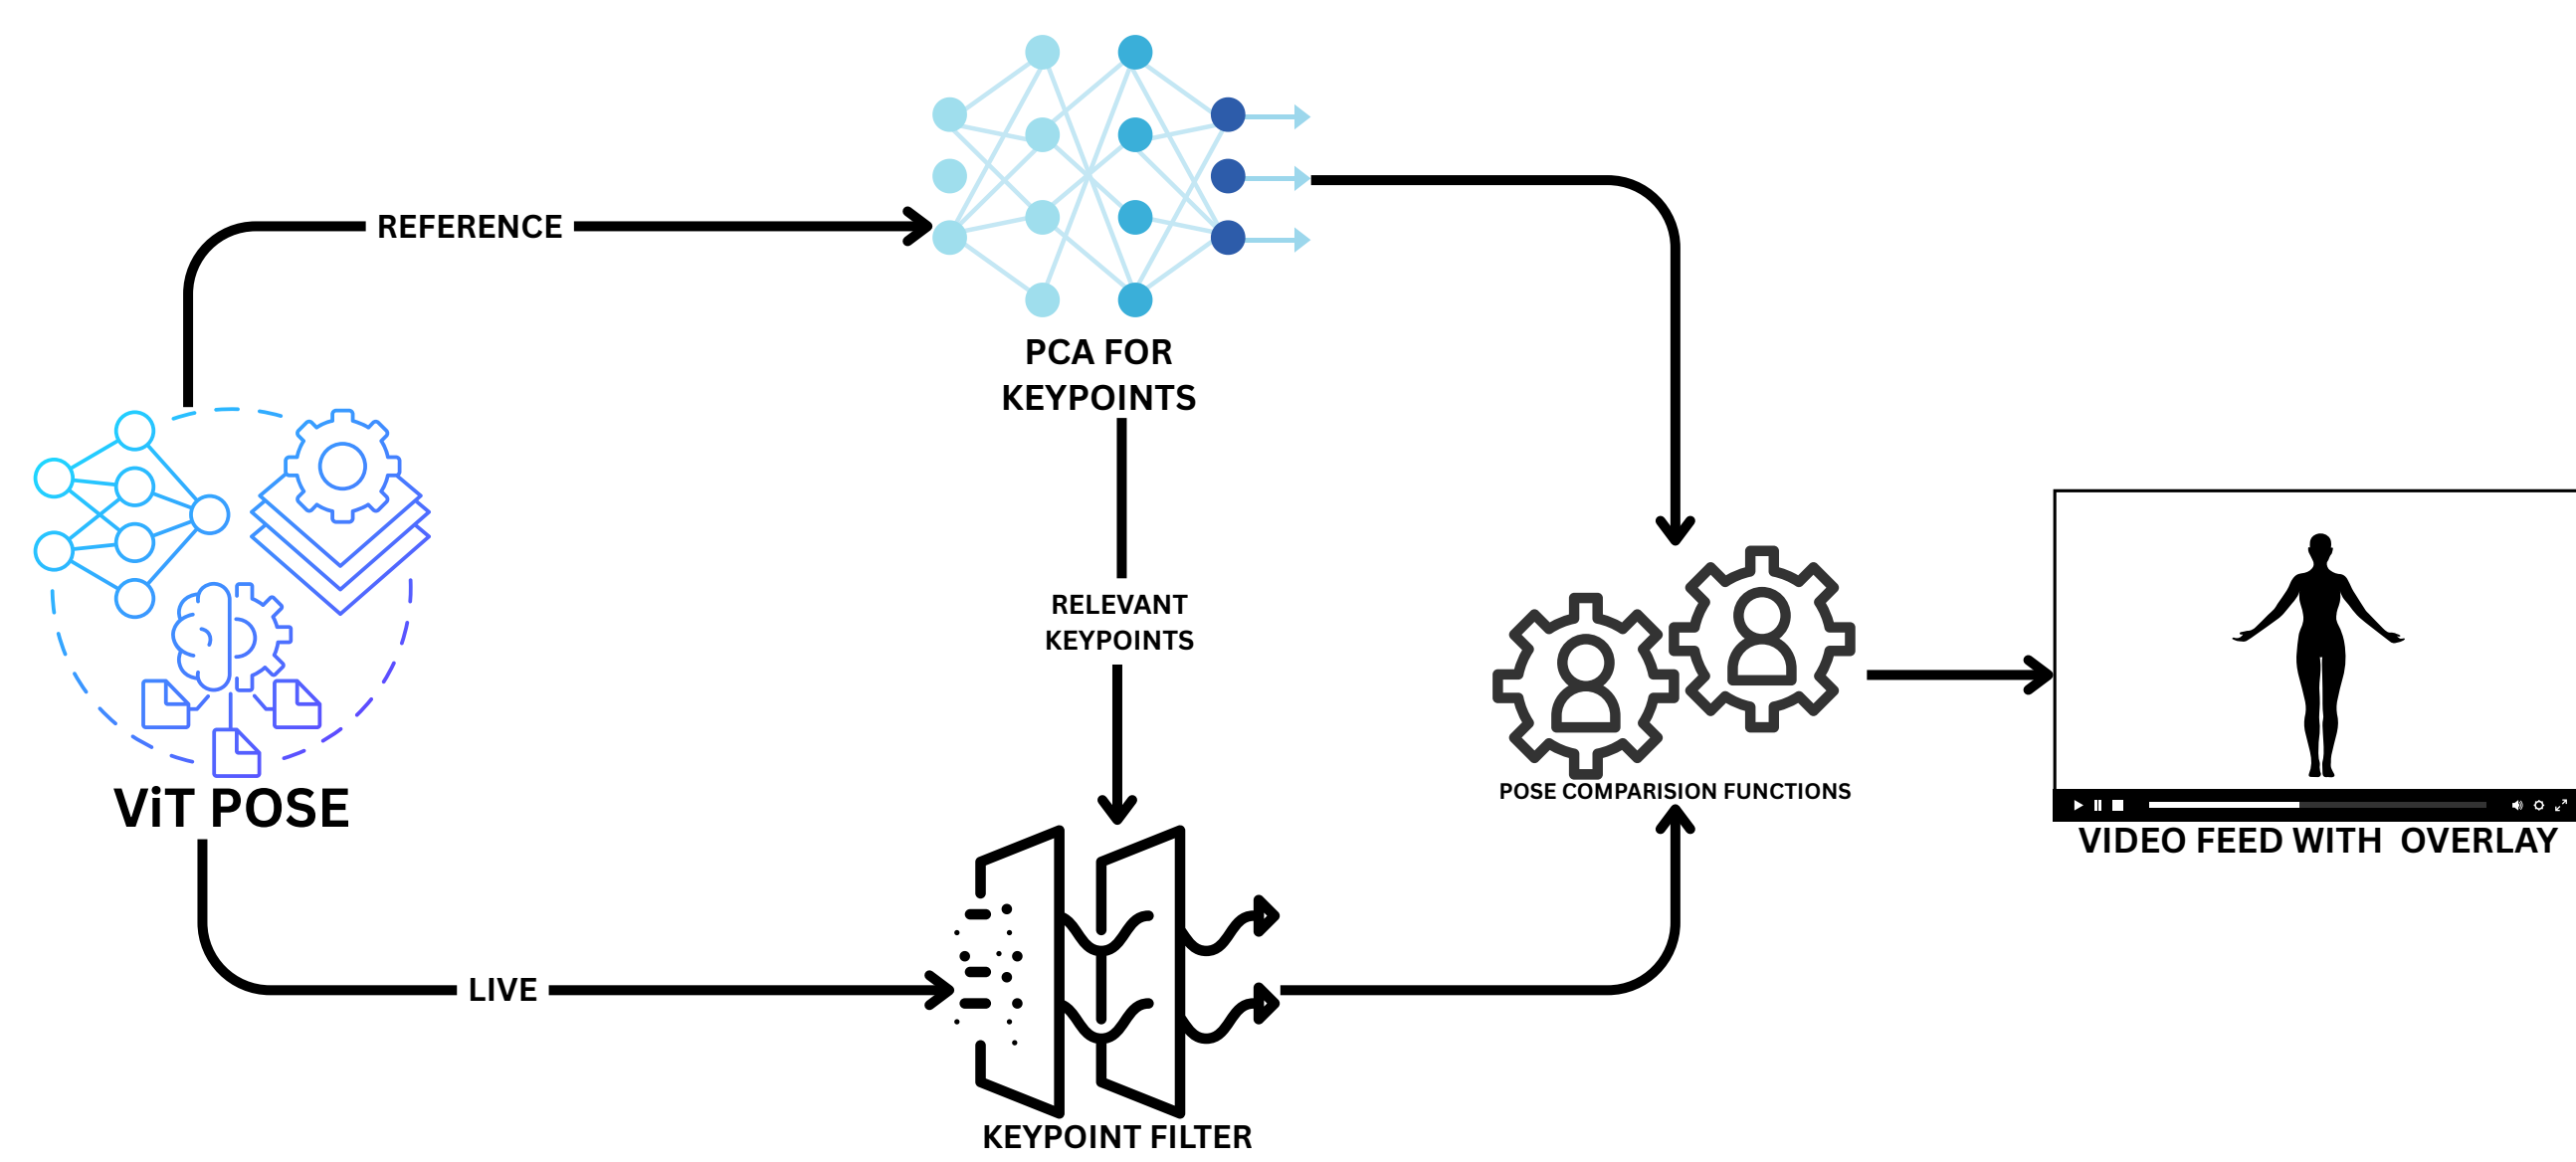 REFERENCE
PCA FOR
KEYPOINTS
RELEVANT
KEYPOINTS
ViT POSE
POSE COMPARISION FUNCTIONS
VIDEO FEED WITH  OVERLAY
LIVE
KEYPOINT FILTER